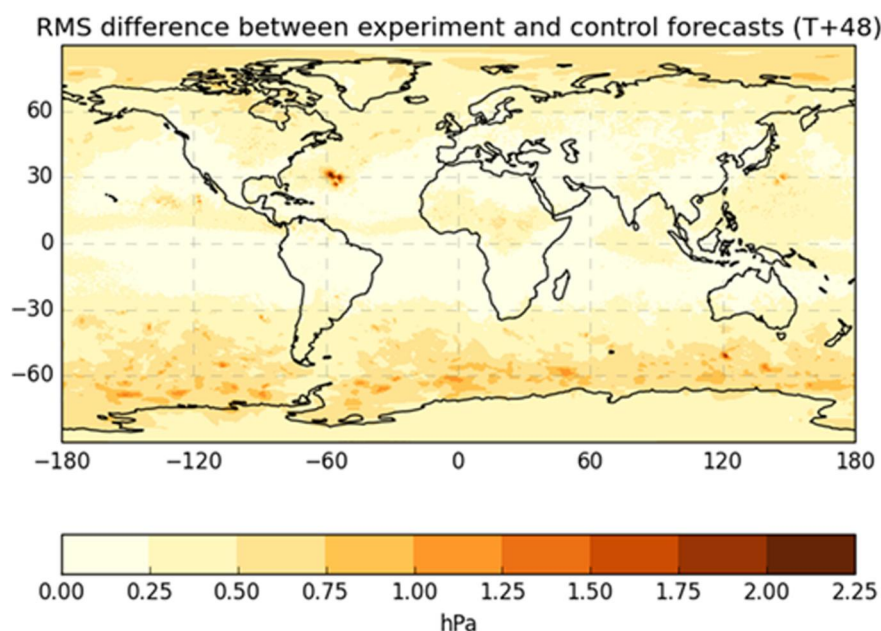 RMS difference between experiment and control forecasts (T+48)
60
30
0
−30
−60
−180 −120 −60 0 60 120 180
0.00 0.25 0.50 0.75 1.00 1.25 1.50 1.75 2.00 2.25
hPa